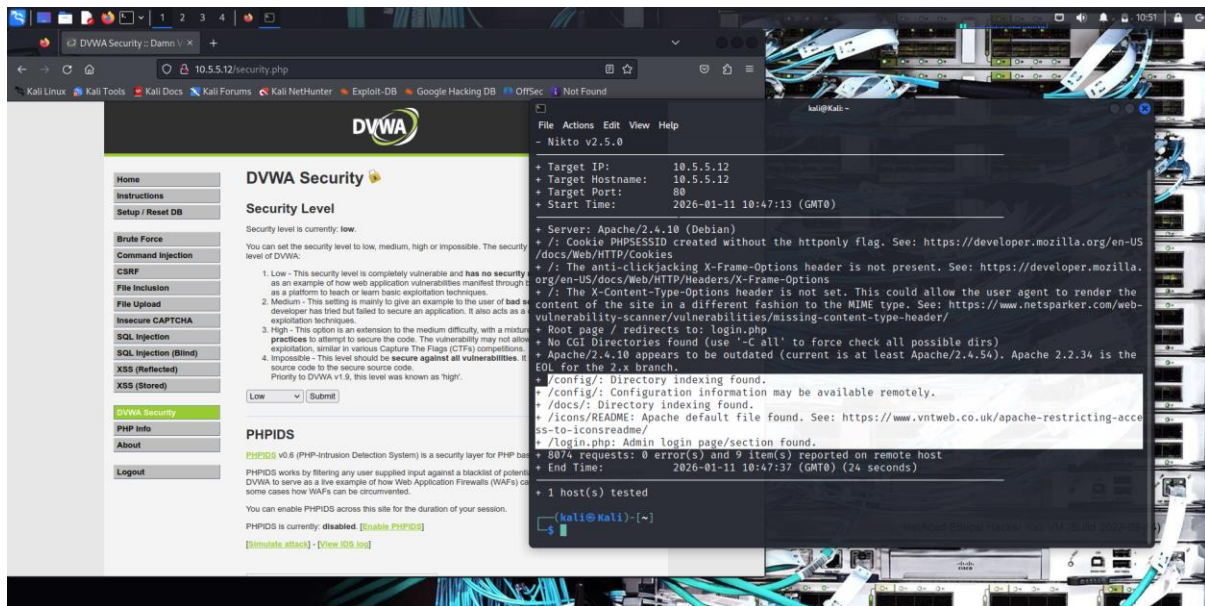 1 2 3 4
10:51
DVWA Security :: Damn V
10.5.5.12/security.php
Kali Linux Kali Tools Kali Docs Kali Forums Kali NetHunter Exploit-DB Google Hacking DB OffSec Not Found
DVWA
Home
Instructions
Setup / Reset DB
Brute Force
Command Injection
CSRF
File Inclusion
File Upload
Insecure CAPTCHA
SQL Injection
SQL Injection (Blind)
XSS (Reflected)
XSS (Stored)
DVWA Security
PHP Info
About
Logout
DVWA Security
Security Level
Security level is currently: low.
You can set the security level to low, medium, high or impossible. The security
level of DVWA:
1. Low - This security level is completely vulnerable and has no security
as an example of how web application vulnerabilities manifest through
as a platform to teach or learn basic exploitation techniques.
2. Medium - This setting is mainly to give an example to the user of bad
developer has tried but failed to secure an application. It also acts as a
exploitation techniques.
3. High - This option is an extension to the medium difficulty, with a
practices to attempt to secure the code. The vulnerability may not
exploitation, similar in various Capture The Flags (CTFs) competitions.
4. Impossible - This level should be secure against all vulnerabilities. It
source code to the secure source code.
Priority to DVWA v1.9, this level was known as 'high'.
Low Submit
PHPIDS
PHPIDS v0.6 (PHP-Intrusion Detection System) is a security layer for PHP
PHPIDS works by filtering any user supplied input against a blacklist of
DVWA to serve as a live example of how Web Application Firewalls (WAFs)
some cases how WAFs can be circumvented.
You can enable PHPIDS across this site for the duration of your session.
PHPIDS is currently: disabled. [Enable PHPIDS]
[Simulate attack] - [View IDS log]
kali@Kali: ~
File Actions Edit View Help
- Nikto v2.5.0
+ Target IP: 10.5.5.12
+ Target Hostname: 10.5.5.12
+ Target Port: 80
+ Start Time: 2026-01-11 10:47:13 (GMT0)
+ Server: Apache/2.4.10 (Debian)
+ /: Cookie PHPSESSID created without the httponly flag. See: https://developer.mozilla.org/en-US
/docs/Web/HTTP/Cookies
+ /: The anti-clickjacking X-Frame-Options header is not present. See: https://developer.mozilla.
org/en-US/docs/Web/HTTP/Headers/X-Frame-Options
+ /: The X-Content-Type-Options header is not set. This could allow the user agent to render the
content of the site in a different fashion to the MIME type. See: https://www.netsparker.com/web-
vulnerability-scanner/vulnerabilities/missing-content-type-header/
+ Root page / redirects to: login.php
+ No CGI Directories found (use '-C all' to force check all possible dirs)
+ Apache/2.4.10 appears to be outdated (current is at least Apache/2.4.54). Apache 2.2.34 is the
EOL for the 2.x branch.
+ /config/: Directory indexing found.
+ /config/: Configuration information may be available remotely.
+ /docs/: Directory indexing found.
+ /icons/README: Apache default file found. See: https://www.vntweb.co.uk/apache-restricting-acce
ss-to-iconsreadme/
+ /login.php: Admin login page/section found.
+ 8074 requests: 0 error(s) and 9 item(s) reported on remote host
+ End Time: 2026-01-11 10:47:37 (GMT0) (24 seconds)
+ 1 host(s) tested
(kali㉿Kali)-[~]
$